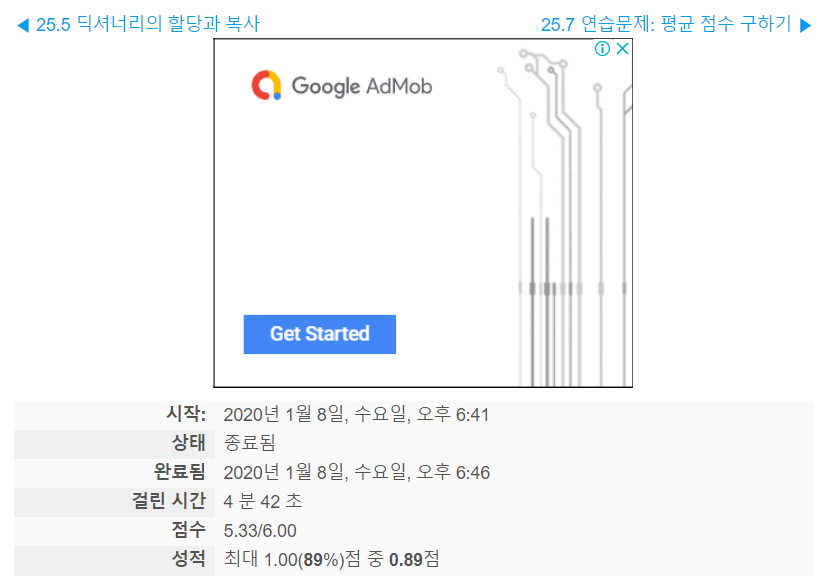 ◀ 25.5 딕셔너리의 할당과 복사
25.7 연습문제: 평균 점수 구하기 ▶
Google AdMob
Get Started
시작: 2020년 1월 8일, 수요일, 오후 6:41
상태 종료됨
완료됨 2020년 1월 8일, 수요일, 오후 6:46
걸린 시간 4 분 42 초
점수 5.33/6.00
성적 최대 1.00(89%)점 중 0.89점